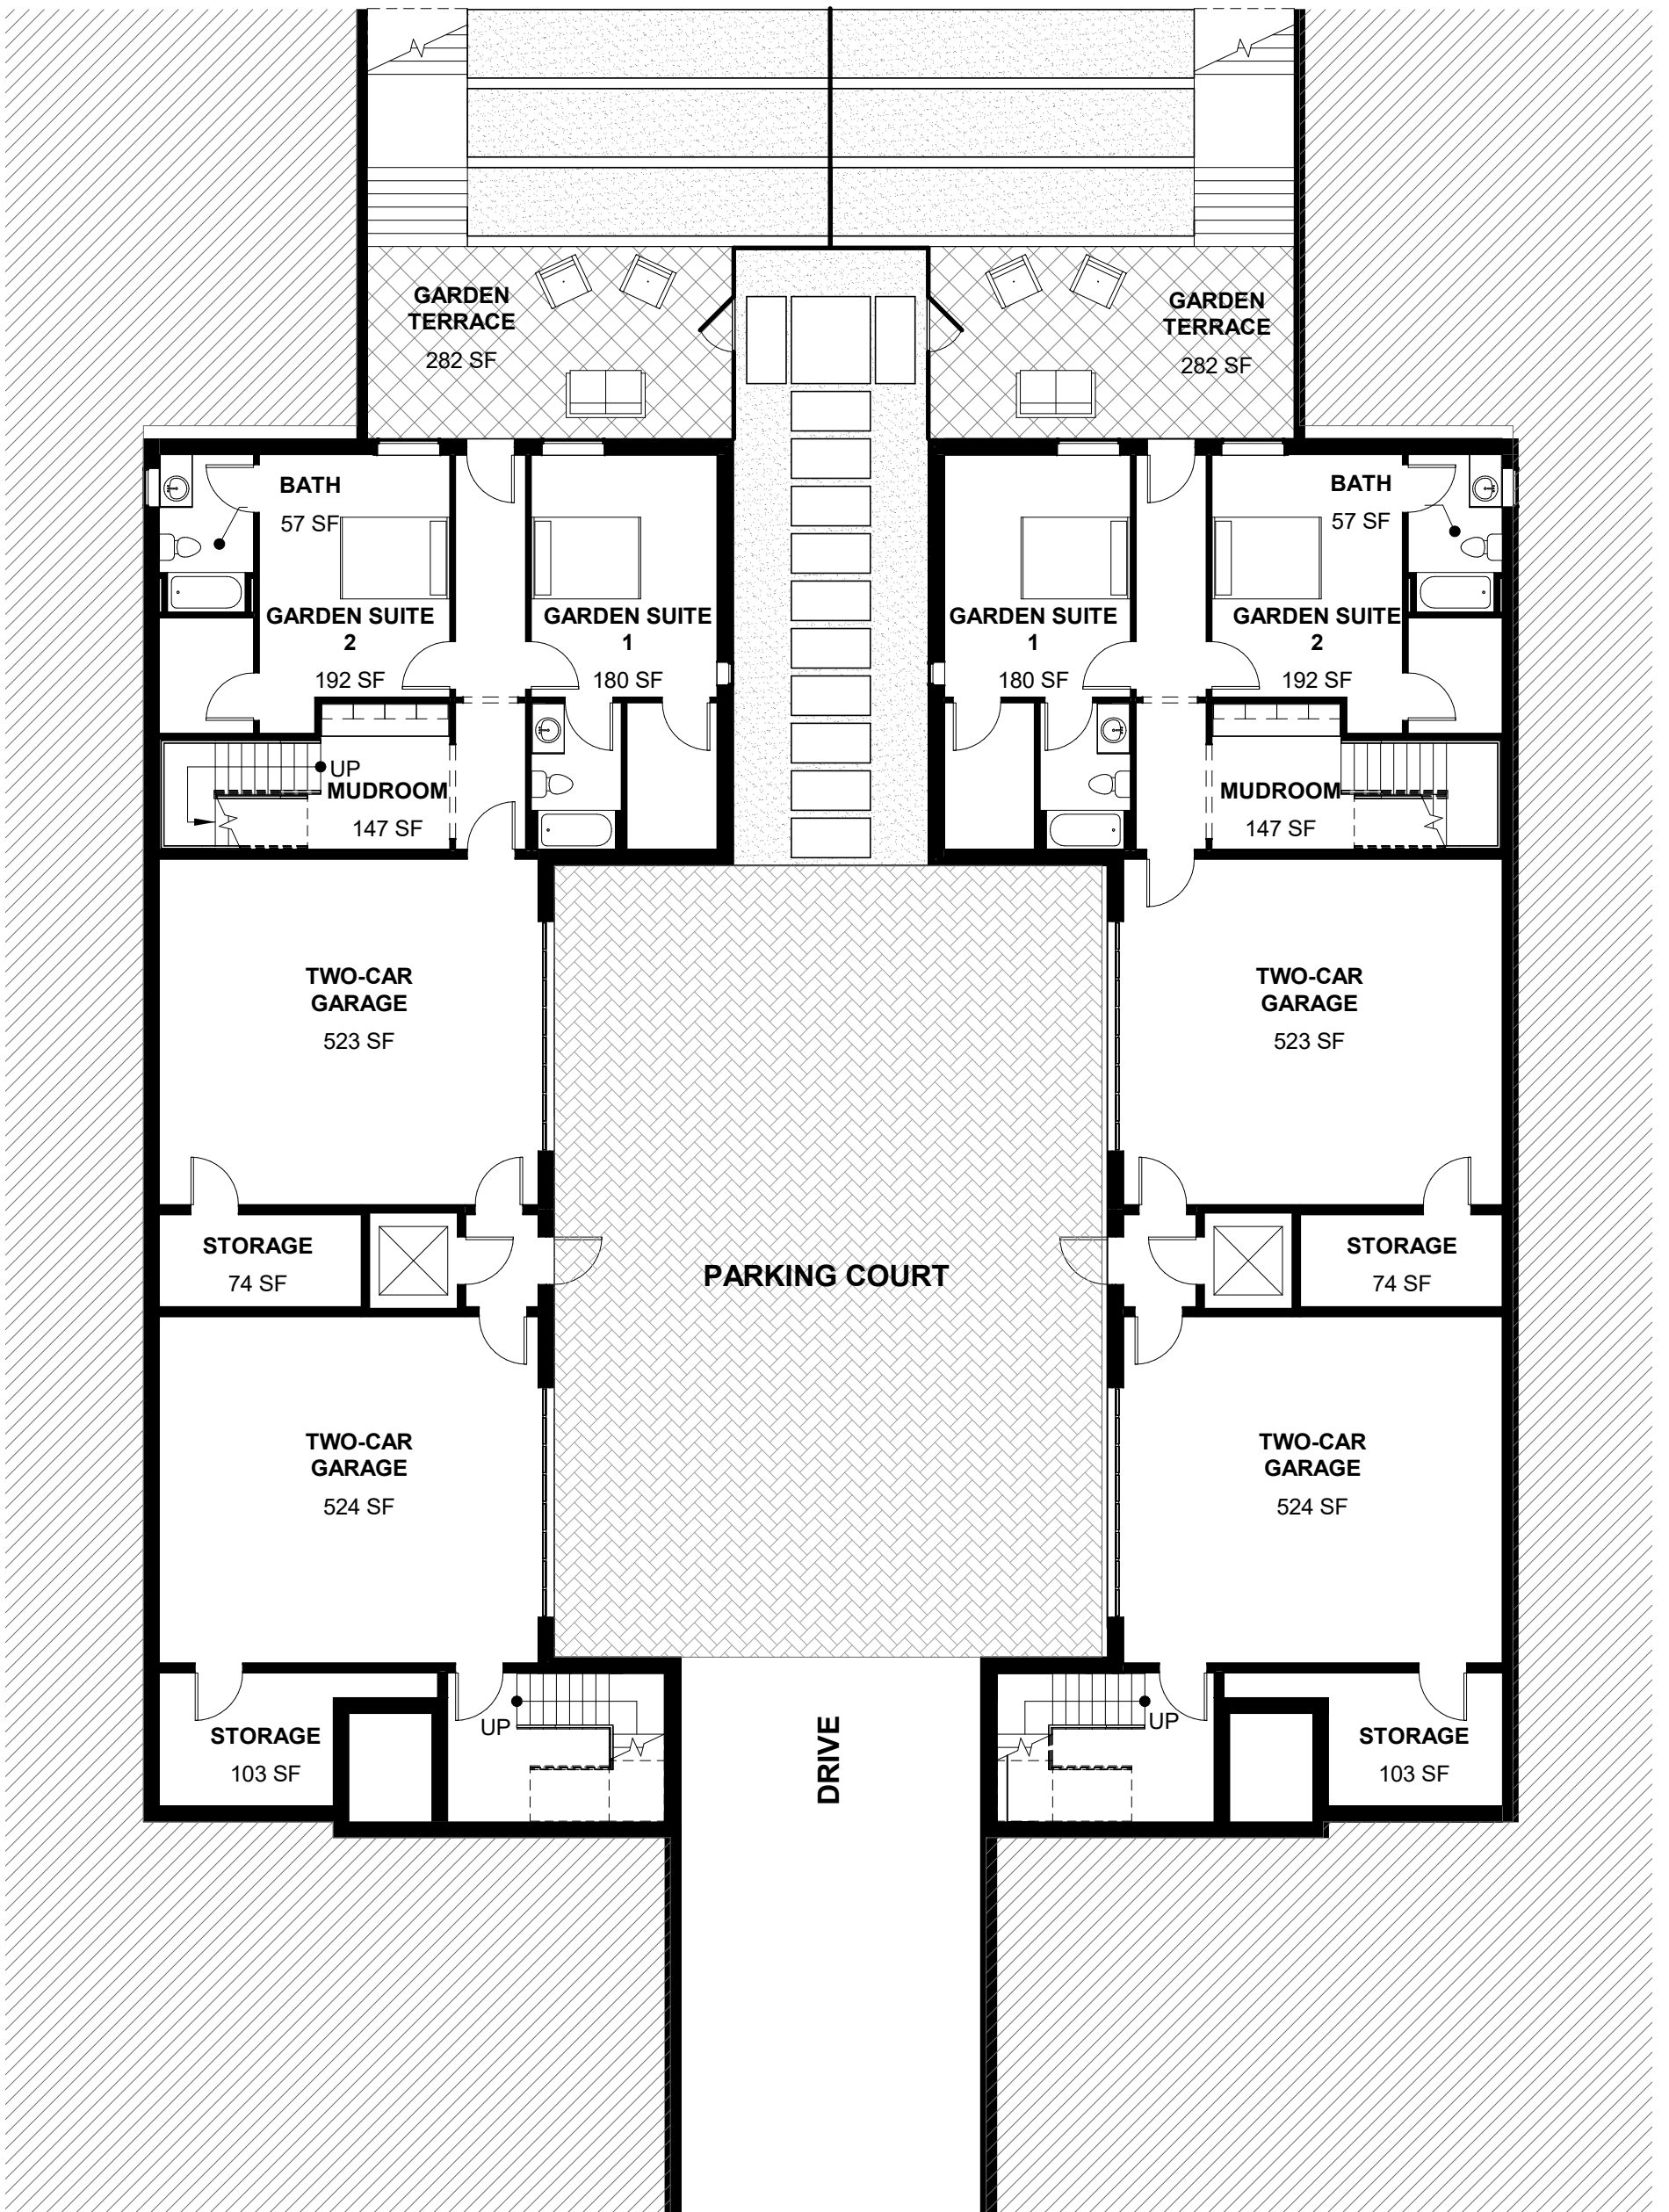 GARDEN
TERRACE
282 SF
GARDEN
TERRACE
282 SF
BATH
57 SF
GARDEN SUITE
2
192 SF
GARDEN SUITE
1
180 SF
GARDEN SUITE
1
180 SF
BATH
57 SF
GARDEN SUITE
2
192 SF
UP
MUDROOM
147 SF
MUDROOM
147 SF
TWO-CAR
GARAGE
523 SF
TWO-CAR
GARAGE
523 SF
STORAGE
74 SF
PARKING COURT
STORAGE
74 SF
TWO-CAR
GARAGE
524 SF
TWO-CAR
GARAGE
524 SF
STORAGE
103 SF
UP
DRIVE
UP
STORAGE
103 SF